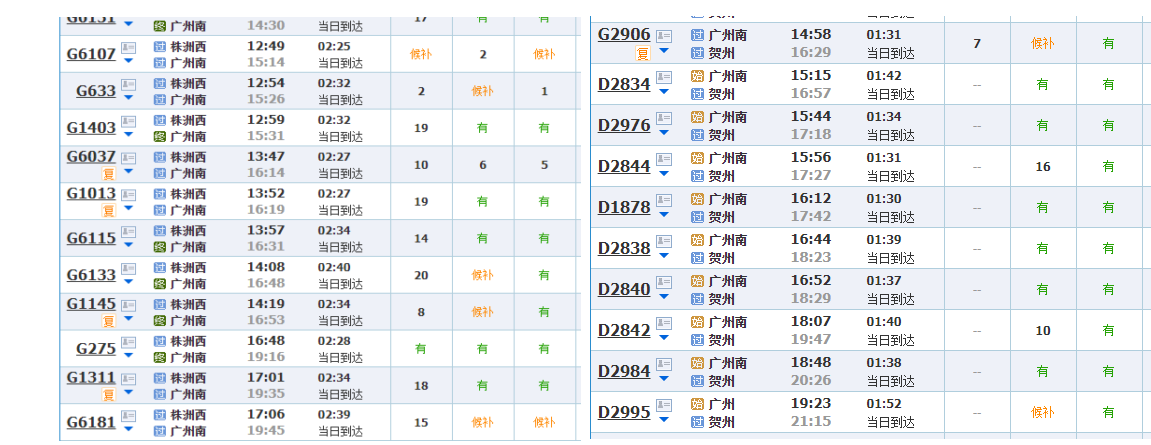 G6151 终 广州南 14:30 当日到达 17 有 有
G6107 过 株洲西 12:49 02:25 候补 2 候补
过 广州南 15:14 当日到达
G633 过 株洲西 12:54 02:32 2 候补 1
过 广州南 15:26 当日到达
G1403 过 株洲西 12:59 02:32 19 有 有
终 广州南 15:31 当日到达
G6037 过 株洲西 13:47 02:27 10 6 5
复 过 广州南 16:14 当日到达
G1013 过 株洲西 13:52 02:27 19 有 有
复 过 广州南 16:19 当日到达
G6115 过 株洲西 13:57 02:34 14 有 有
终 广州南 16:31 当日到达
G6133 过 株洲西 14:08 02:40 20 候补 有
终 广州南 16:48 当日到达
G1145 过 株洲西 14:19 02:34 8 候补 有
复 终 广州南 16:53 当日到达
G275 过 株洲西 16:48 02:28 有 有 有
终 广州南 19:16 当日到达
G1311 过 株洲西 17:01 02:34 18 有 有
复 过 广州南 19:35 当日到达
G6181 过 株洲西 17:06 02:39 15 候补 候补
过 广州南 19:45 当日到达
过 贺州 当日到达
G2906 过 广州南 14:58 01:31 7 候补 有
复 过 贺州 16:29 当日到达
D2834 始 广州南 15:15 01:42 -- 有 有
过 贺州 16:57 当日到达
D2976 始 广州南 15:44 01:34 -- 有 有
过 贺州 17:18 当日到达
D2844 始 广州南 15:56 01:31 -- 16 有
过 贺州 17:27 当日到达
D1878 始 广州南 16:12 01:30 -- 有 有
过 贺州 17:42 当日到达
D2838 始 广州南 16:44 01:39 -- 有 有
过 贺州 18:23 当日到达
D2840 始 广州南 16:52 01:37 -- 有 有
过 贺州 18:29 当日到达
D2842 始 广州南 18:07 01:40 -- 10 有
过 贺州 19:47 当日到达
D2984 始 广州南 18:48 01:38 -- 有 有
过 贺州 20:26 当日到达
D2995 始 广州 19:23 01:52 -- 候补 有
过 贺州 21:15 当日到达